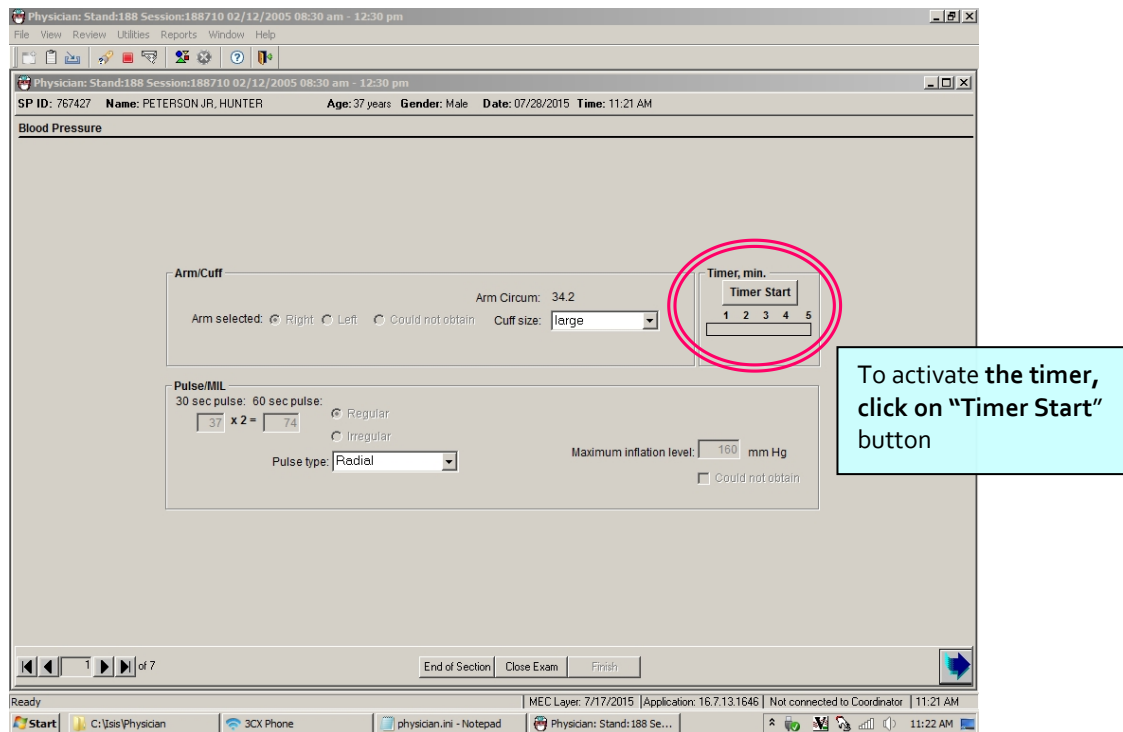 Physician: Stand:188 Session:188710 02/12/2005 08:30 am - 12:30 pm
File View Review Utilities Reports Window Help
Physician: Stand:188 Session:188710 02/12/2005 08:30 am - 12:30 pm
SP ID: 767427 Name: PETERSON JR, HUNTER Age: 37 years Gender: Male Date: 07/28/2015 Time: 11:21 AM
Blood Pressure
Arm/Cuff
Arm Circum: 34.2
Arm selected: Right Left Could not obtain Cuff size: large
Timer, min.
Timer Start
1 2 3 4 5
To activate the timer,
click on “Timer Start”
button
Pulse/MIL
30 sec pulse: 60 sec pulse:
37 x 2 = 74
Regular
Irregular
Pulse type: Radial
Maximum inflation level: 160 mm Hg
Could not obtain
1 of 7
End of Section Close Exam Finish
Ready MEC Layer: 7/17/2015 Application: 16.7.13.1646 Not connected to Coordinator 11:21 AM
Start C:\Isis\Physician 3CX Phone physician.ini - Notepad Physician: Stand:188 Se... 11:22 AM